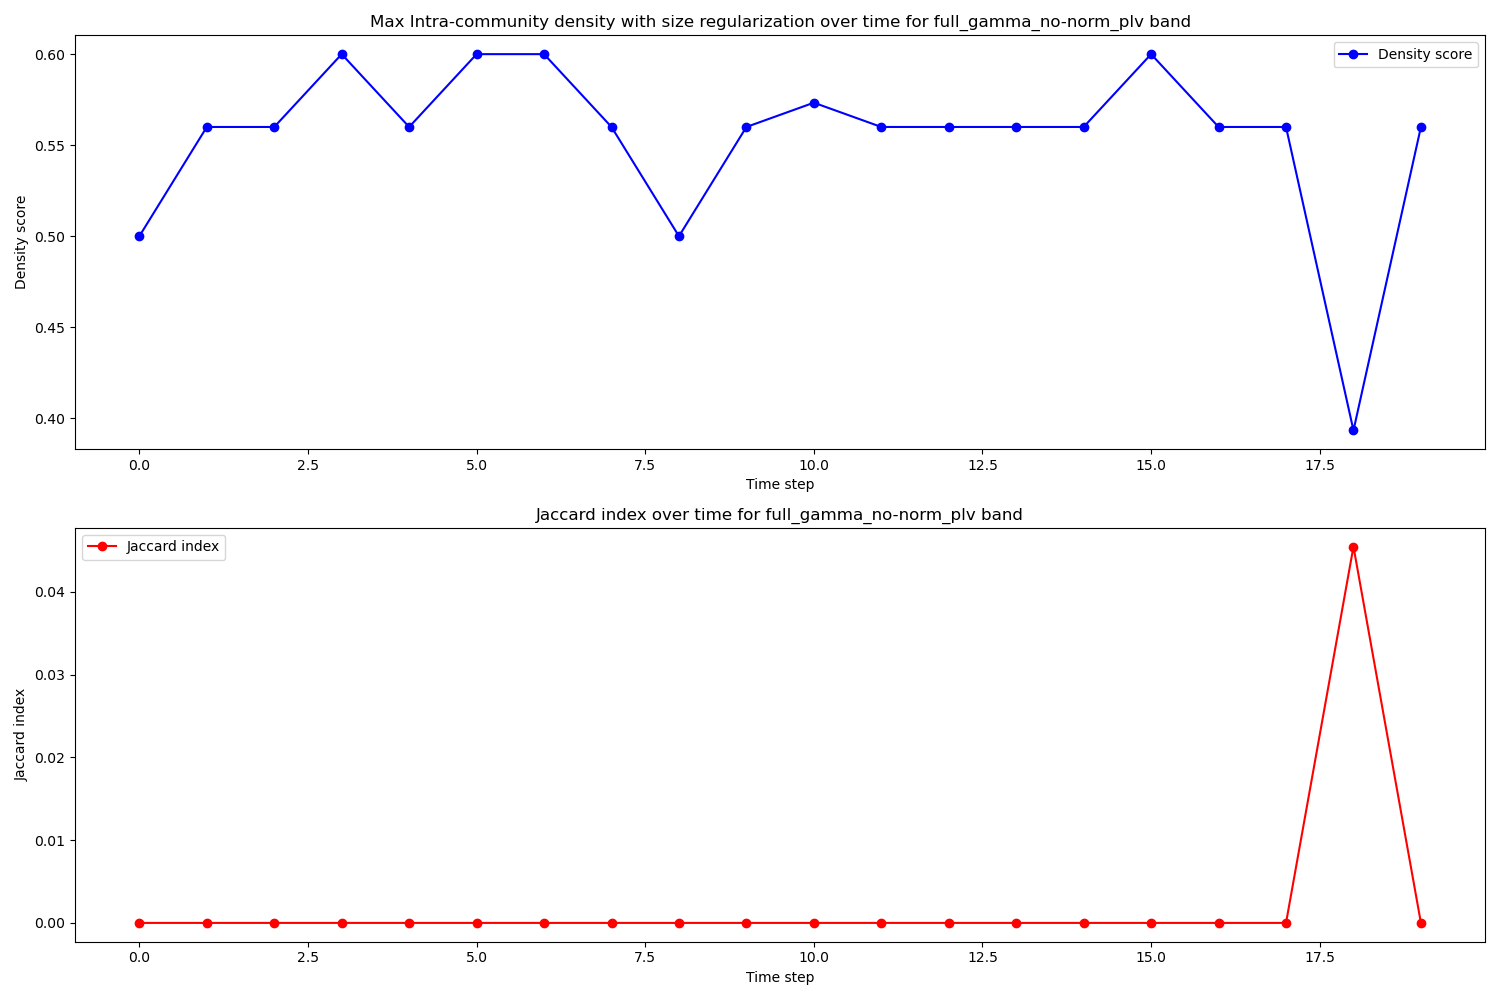 Max Intra-community density with size regularization over time for full_gamma_no-norm_plv band
Density score
0.60
0.55
0.50
0.45
0.40
Density score
0.0 2.5 5.0 7.5 10.0 12.5 15.0 17.5
Time step
Jaccard index over time for full_gamma_no-norm_plv band
Jaccard index
0.04
0.03
0.02
0.01
0.00
Jaccard index
0.0 2.5 5.0 7.5 10.0 12.5 15.0 17.5
Time step